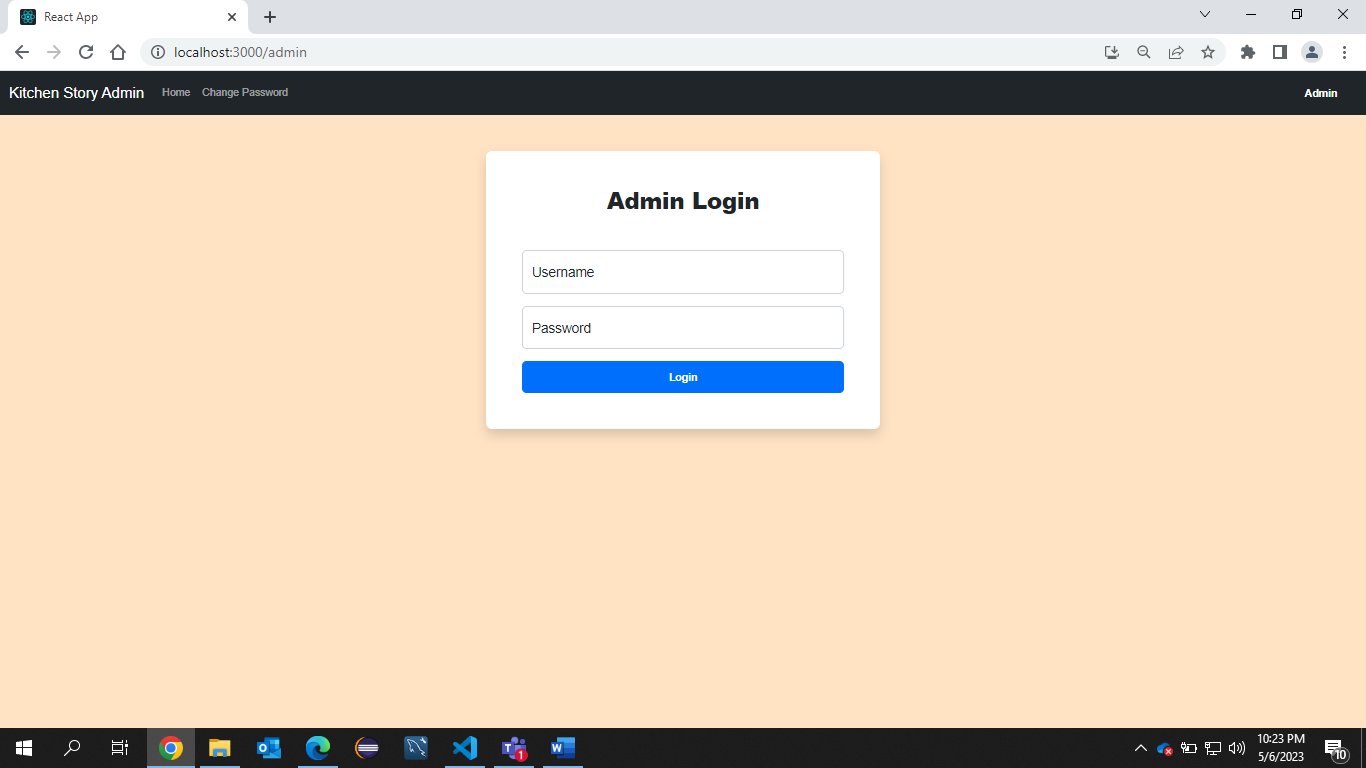 React App
localhost:3000/admin
Kitchen Story Admin Home Change Password Admin
Admin Login
Username
Password
Login
1
10:23 PM
5/6/2023
10